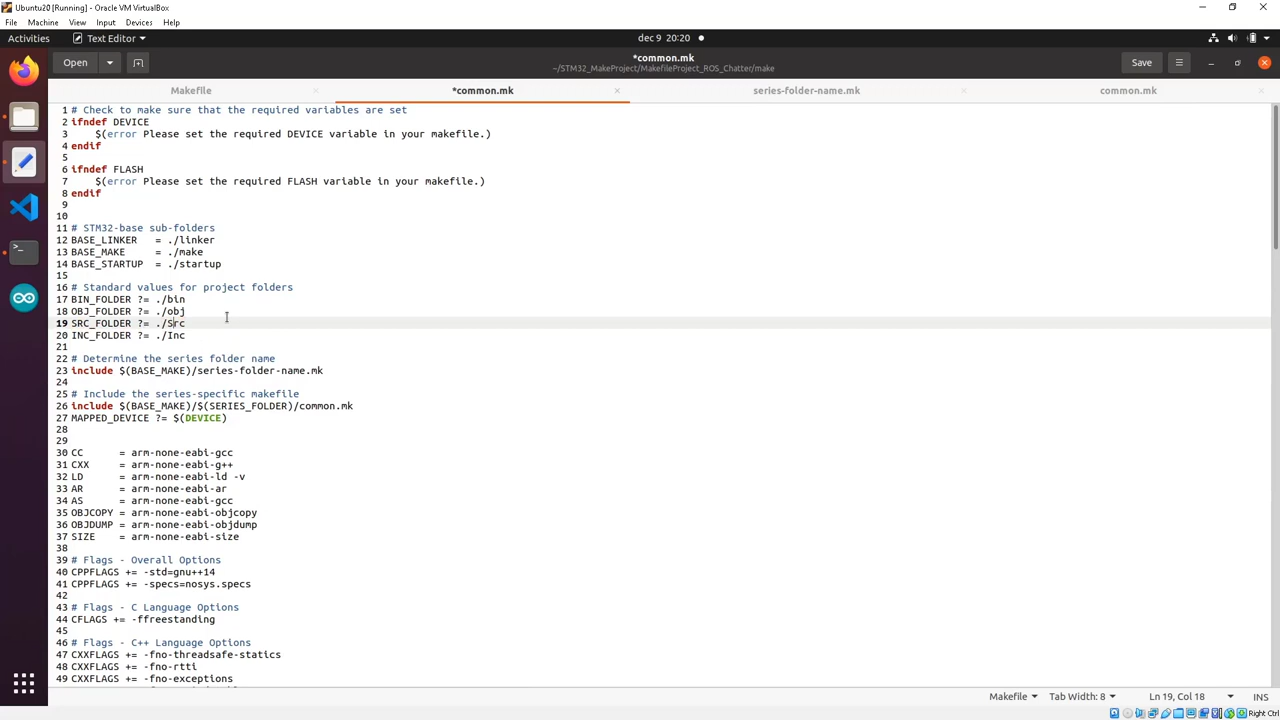 Ubuntu20 [Running] - Oracle VM VirtualBox
File Machine View Input Devices Help
Activities Text Editor dec 9 20:20
Open *common.mk Save
~/STM32_MakeProject/MakefileProject_ROS_Chatter/make
Makefile *common.mk series-folder-name.mk common.mk
1 # Check to make sure that the required variables are set
2 ifndef DEVICE
3 $(error Please set the required DEVICE variable in your makefile.)
4 endif
5
6 ifndef FLASH
7 $(error Please set the required FLASH variable in your makefile.)
8 endif
9
10
11 # STM32-base sub-folders
12 BASE_LINKER = ./linker
13 BASE_MAKE = ./make
14 BASE_STARTUP = ./startup
15
16 # Standard values for project folders
17 BIN_FOLDER ?= ./bin
18 OBJ_FOLDER ?= ./obj
19 SRC_FOLDER ?= ./Src
20 INC_FOLDER ?= ./Inc
21
22 # Determine the series folder name
23 include $(BASE_MAKE)/series-folder-name.mk
24
25 # Include the series-specific makefile
26 include $(BASE_MAKE)/$(SERIES_FOLDER)/common.mk
27 MAPPED_DEVICE ?= $(DEVICE)
28
29
30 CC = arm-none-eabi-gcc
31 CXX = arm-none-eabi-g++
32 LD = arm-none-eabi-ld -v
33 AR = arm-none-eabi-ar
34 AS = arm-none-eabi-gcc
35 OBJCOPY = arm-none-eabi-objcopy
36 OBJDUMP = arm-none-eabi-objdump
37 SIZE = arm-none-eabi-size
38
39 # Flags - Overall Options
40 CPPFLAGS += -std=gnu++14
41 CPPFLAGS += -specs=nosys.specs
42
43 # Flags - C Language Options
44 CFLAGS += -ffreestanding
45
46 # Flags - C++ Language Options
47 CXXFLAGS += -fno-threadsafe-statics
48 CXXFLAGS += -fno-rtti
49 CXXFLAGS += -fno-exceptions
Makefile Tab Width: 8 Ln 19, Col 18 INS
Right Ctrl